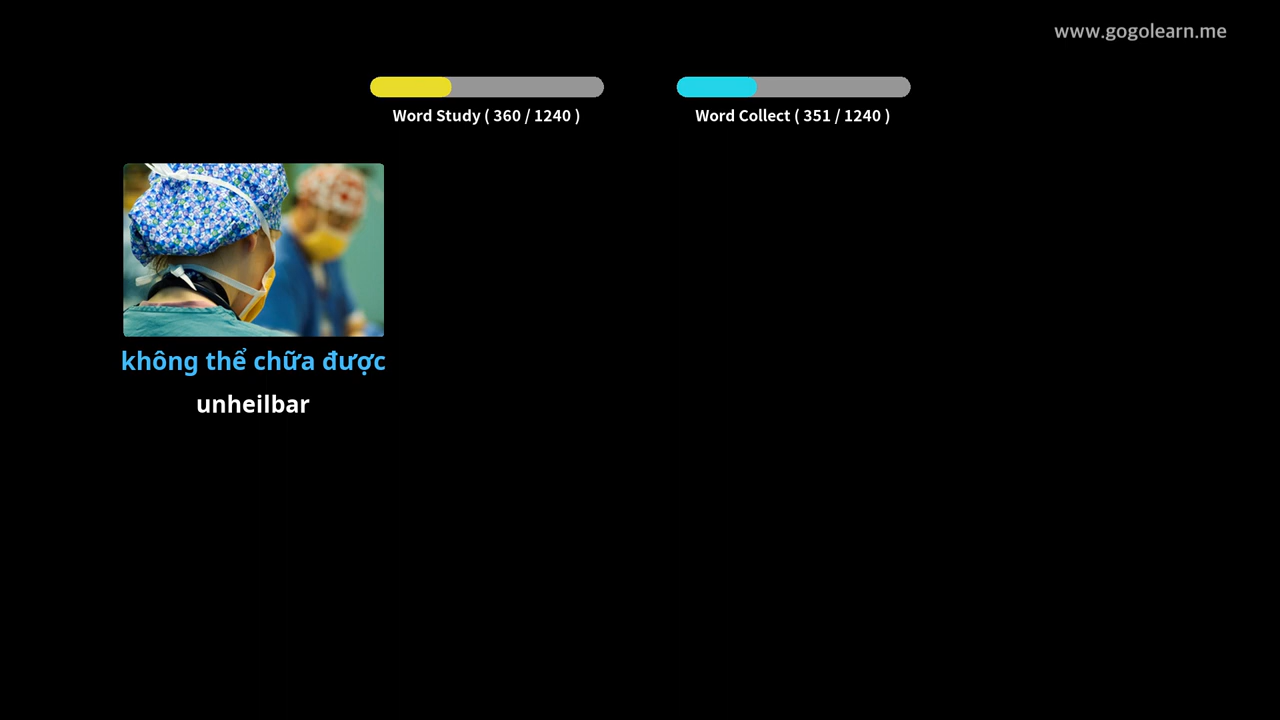 www.gogolearn.me
Word Study ( 360 / 1240 )
Word Collect ( 351 / 1240 )
không thể chữa được
unheilbar